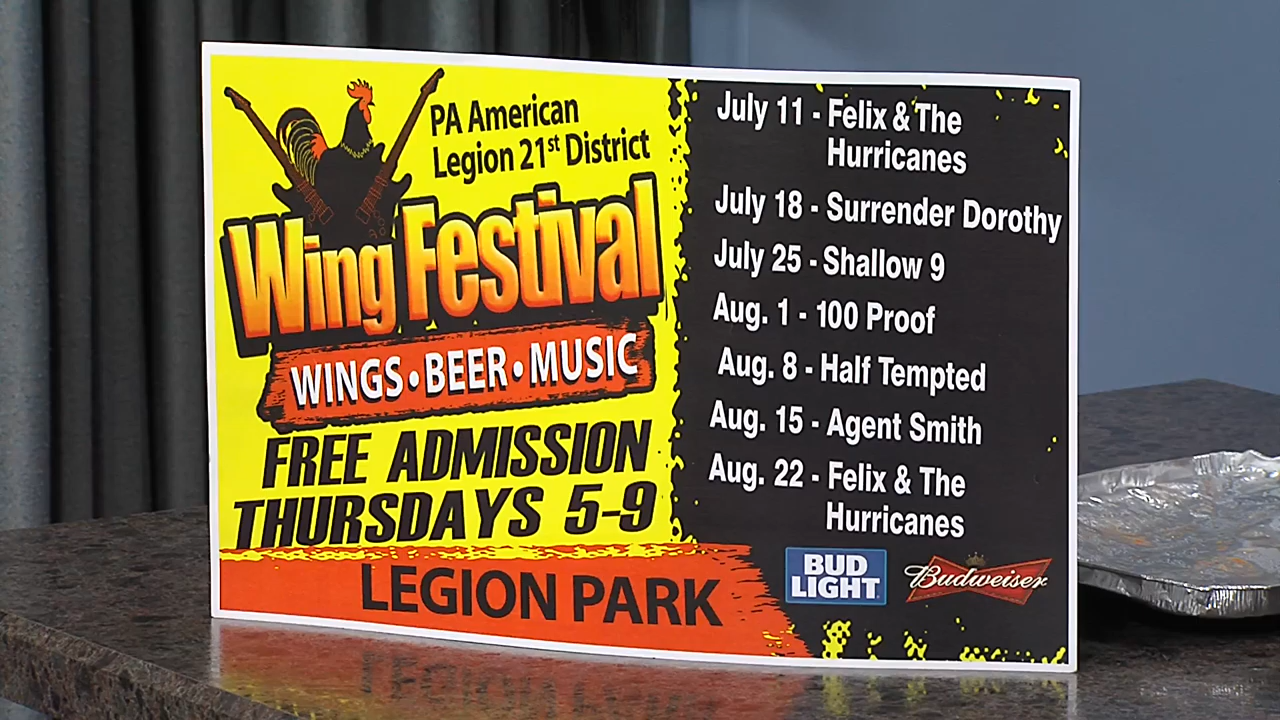 PA American
Legion 21st District
Wing Festival
WINGS • BEER • MUSIC
FREE ADMISSION
THURSDAYS 5-9
LEGION PARK
July 11 - Felix & The
Hurricanes
July 18 - Surrender Dorothy
July 25 - Shallow 9
Aug. 1 - 100 Proof
Aug. 8 - Half Tempted
Aug. 15 - Agent Smith
Aug. 22 - Felix & The
Hurricanes
BUD
LIGHT
Budweiser